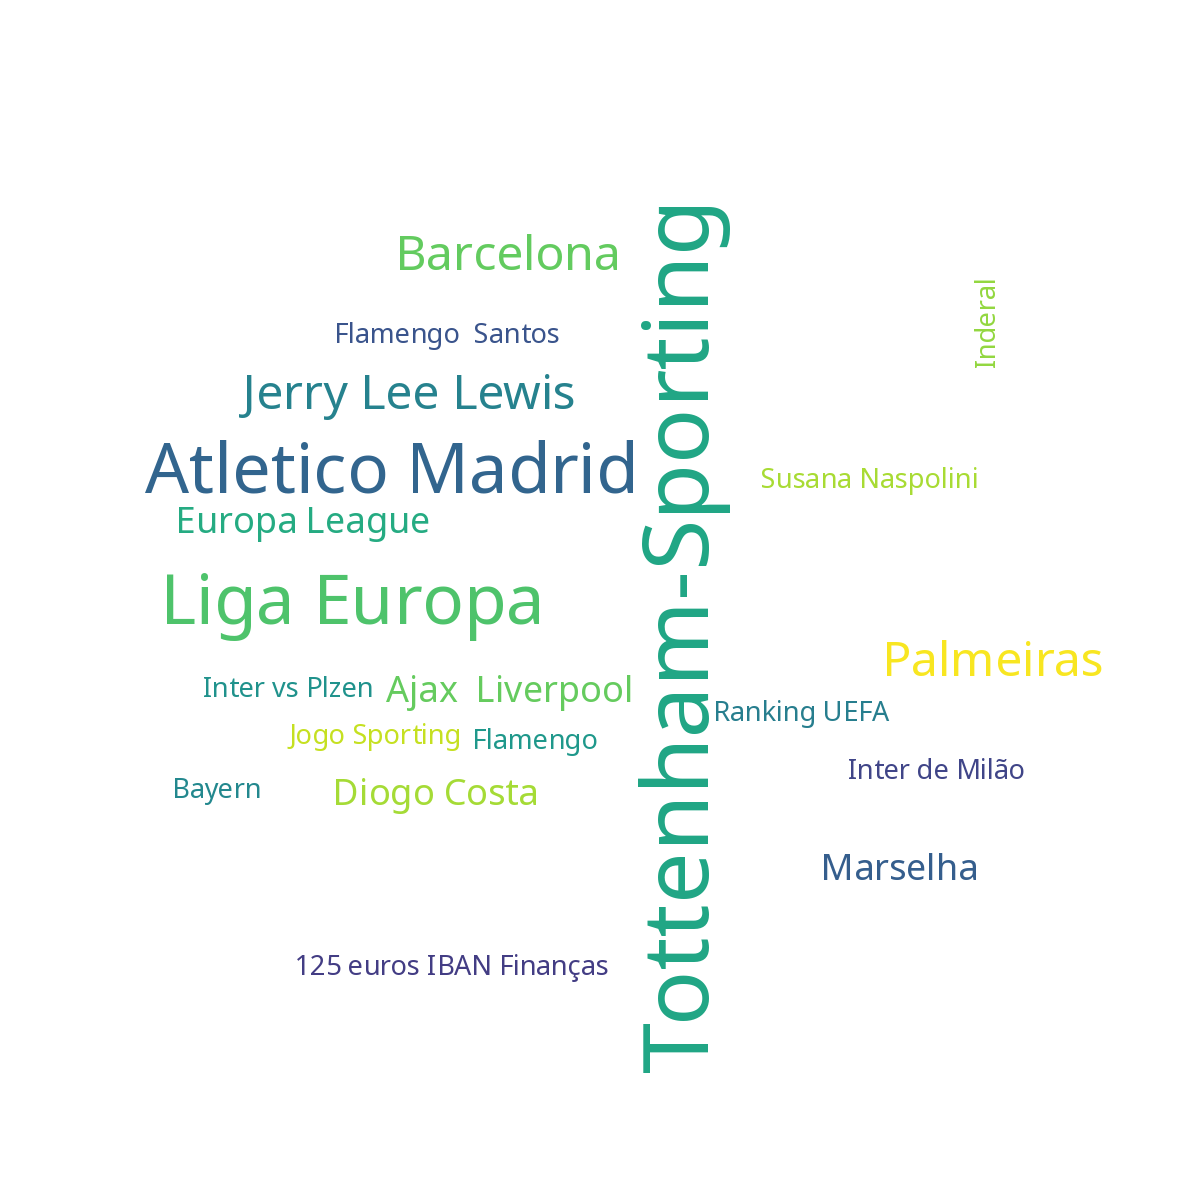 Barcelona
Flamengo  Santos
Jerry Lee Lewis
Atletico Madrid
Europa League
Liga Europa
Inter vs Plzen
Ajax  Liverpool
Jogo Sporting
Flamengo
Bayern
Diogo Costa
125 euros IBAN Finanças
Tottenham-Sporting
Inderal
Susana Naspolini
Palmeiras
Ranking UEFA
Inter de Milão
Marselha